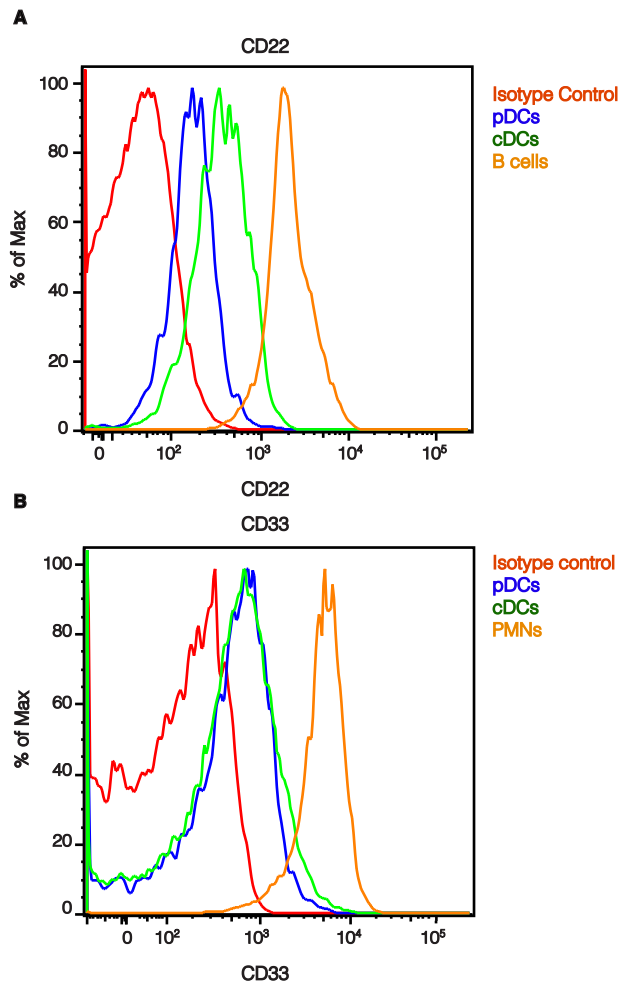 A
CD22
100
80
60
40
20
0
% of Max
0 10² 10³ 10⁴ 10⁵
CD22
Isotype Control
pDCs
cDCs
B cells
B
CD33
100
80
60
40
20
0
% of Max
0 10² 10³ 10⁴ 10⁵
CD33
Isotype control
pDCs
cDCs
PMNs